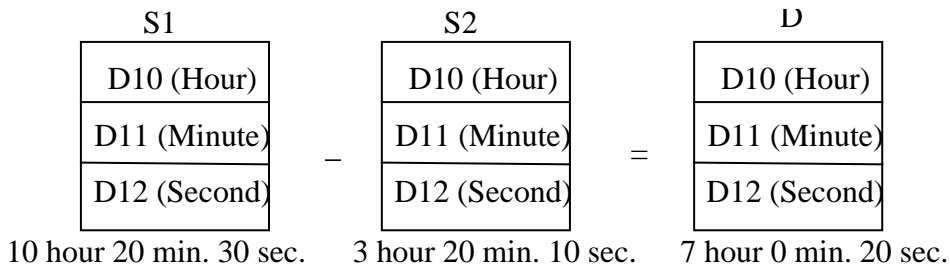 S1 S2 D
D10 (Hour) D10 (Hour) D10 (Hour)
D11 (Minute) – D11 (Minute) = D11 (Minute)
D12 (Second) D12 (Second) D12 (Second)
10 hour 20 min. 30 sec. 3 hour 20 min. 10 sec. 7 hour 0 min. 20 sec.